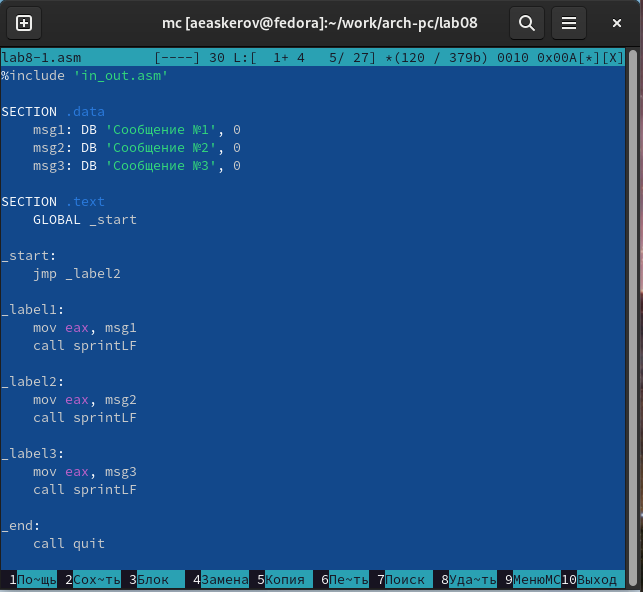 mc [aeaskerov@fedora]:~/work/arch-pc/lab08
lab8-1.asm [----] 30 L:[ 1+ 4 5/ 27] *(120 / 379b) 0010 0x00A[*][X]
%include 'in_out.asm'
SECTION .data
msg1: DB 'Сообщение №1', 0
msg2: DB 'Сообщение №2', 0
msg3: DB 'Сообщение №3', 0
SECTION .text
GLOBAL _start
_start:
jmp _label2
_label1:
mov eax, msg1
call sprintLF
_label2:
mov eax, msg2
call sprintLF
_label3:
mov eax, msg3
call sprintLF
_end:
call quit
1По~щь 2Сох~ть 3Блок 4Замена 5Копия 6Пе~ть 7Поиск 8Уда~ть 9МенюMC 10Выход